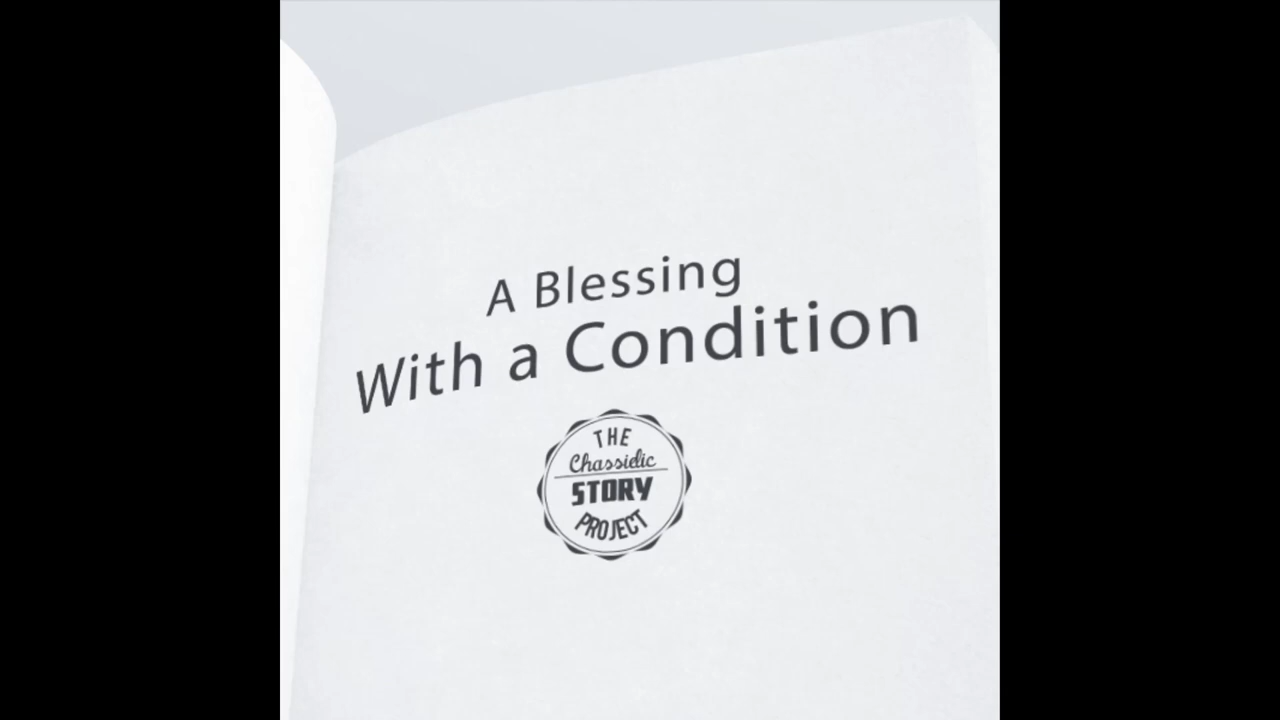 A Blessing
With a Condition
THE
Chassidic
STORY
PROJECT